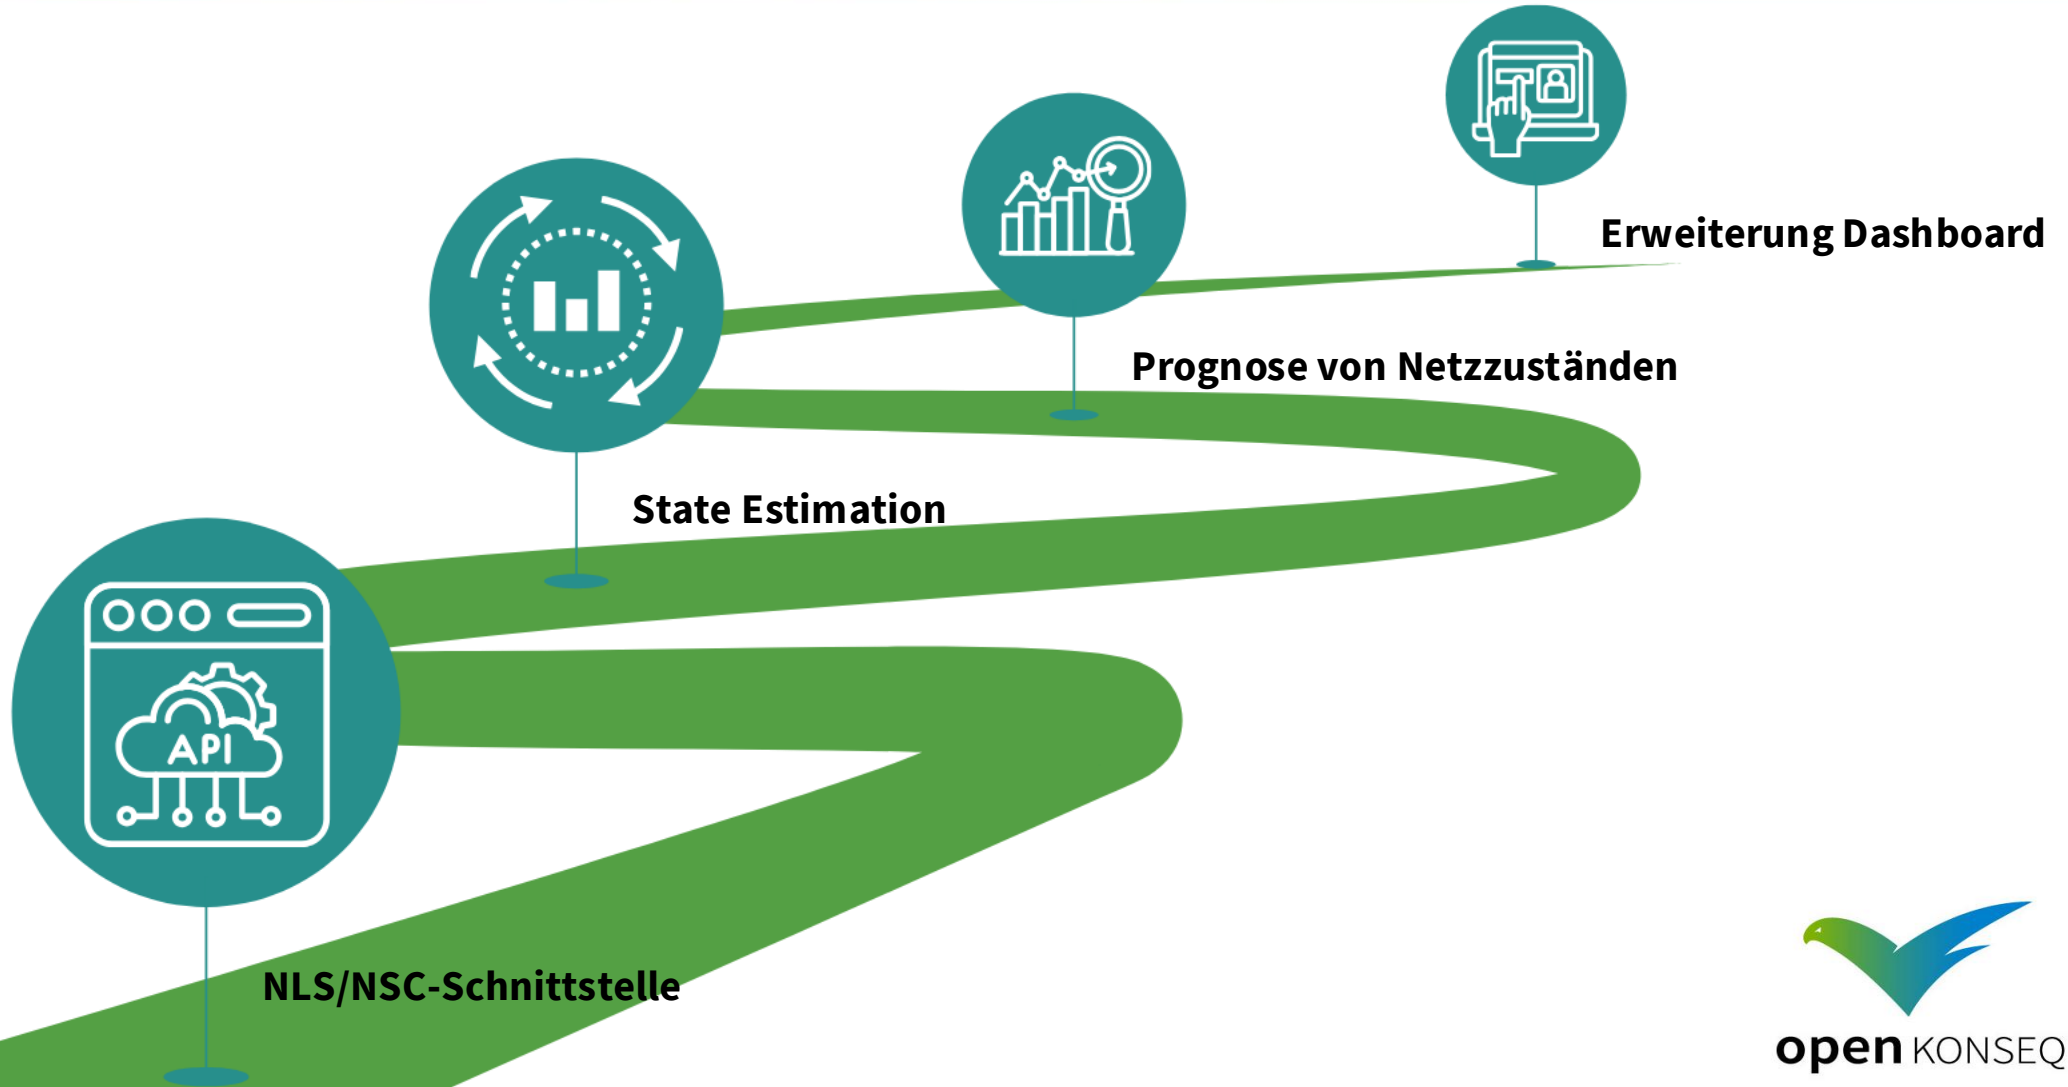 Erweiterung Dashboard
Prognose von Netzzuständen
State Estimation
API
NLS/NSC-Schnittstelle
open KONSEQ